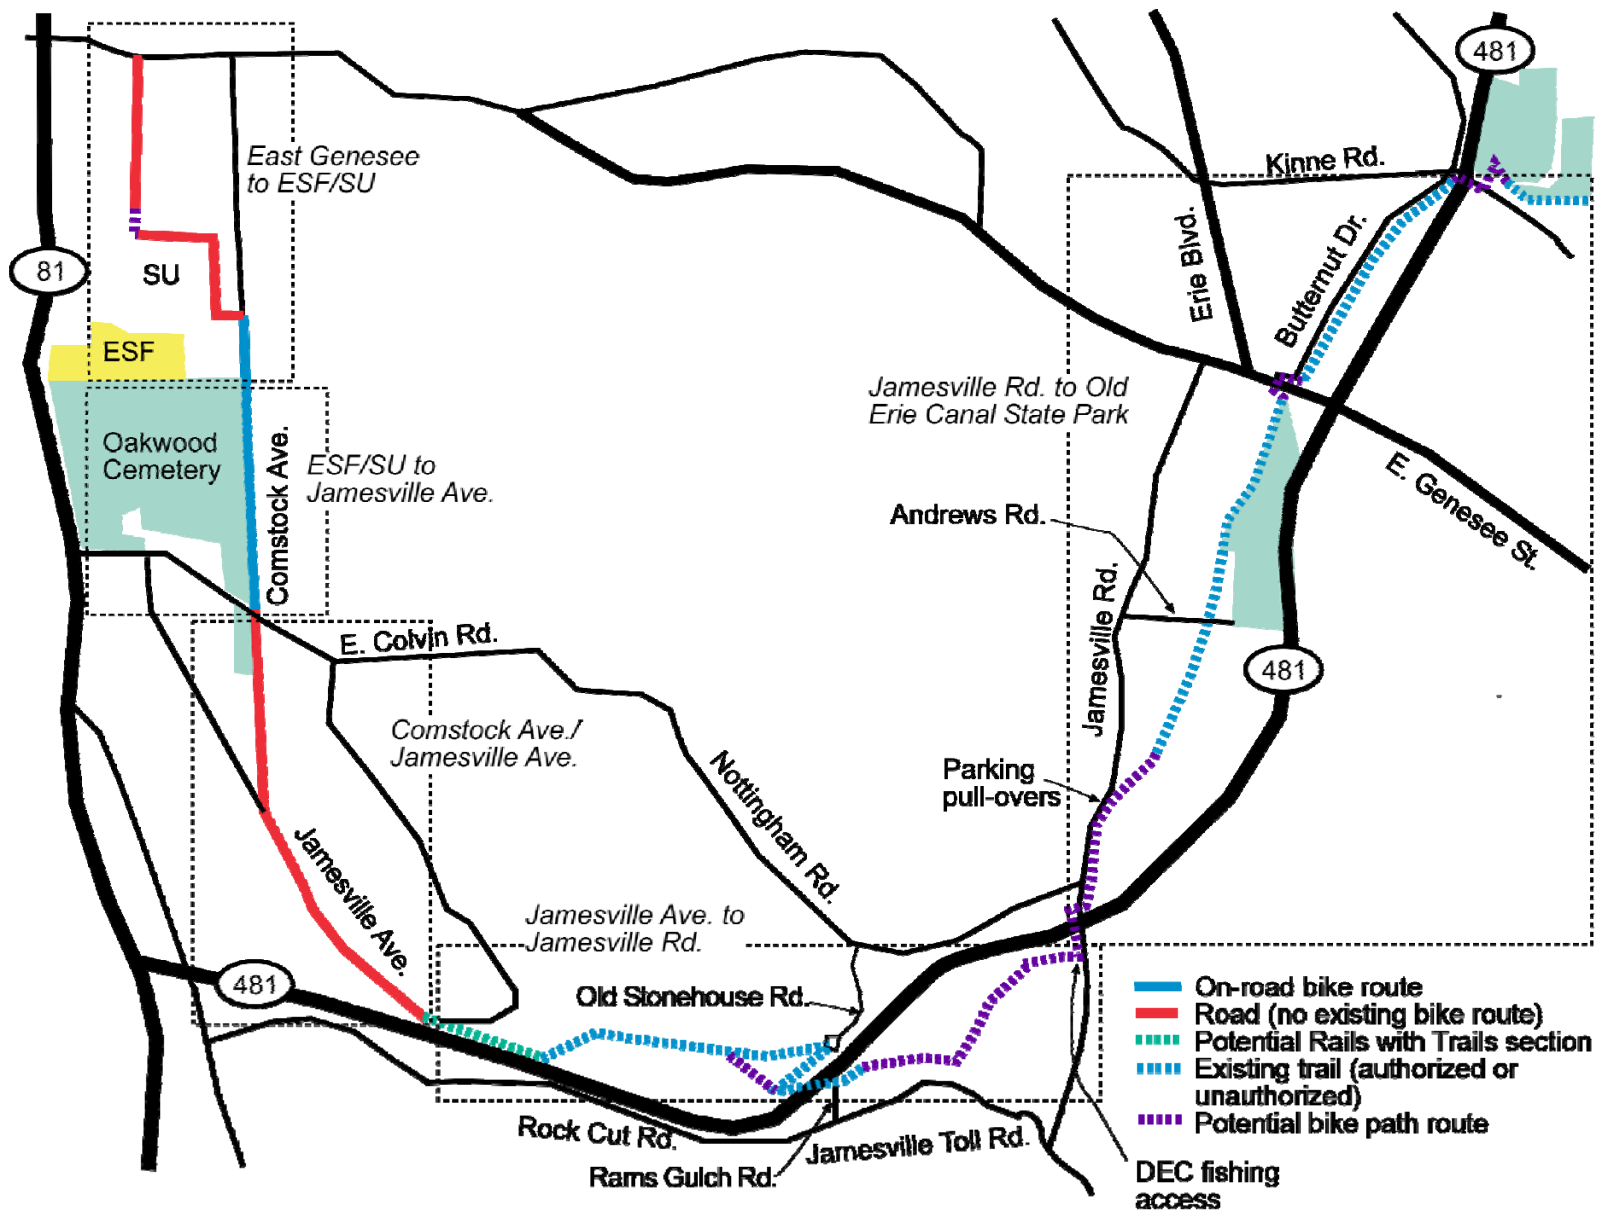 481
East Genesee
to ESF/SU
Kinne Rd.
Erie Blvd.
Butternut Dr.
81
SU
ESF
Jamesville Rd. to Old
Erie Canal State Park
Oakwood
Cemetery
Comstock Ave.
ESF/SU to
Jamesville Ave.
E. Genesee St.
Andrews Rd.
Jamesville Rd.
E. Colvin Rd.
481
Comstock Ave./
Jamesville Ave.
Nottingham Rd.
Parking
pull-overs
Jamesville Ave.
Jamesville Ave. to
Jamesville Rd.
481
Old Stonehouse Rd.
On-road bike route
Road (no existing bike route)
Potential Rails with Trails section
Existing trail (authorized or
unauthorized)
Potential bike path route
Rock Cut Rd.
Jamesville Toll Rd.
Rams Gulch Rd.
DEC fishing
access